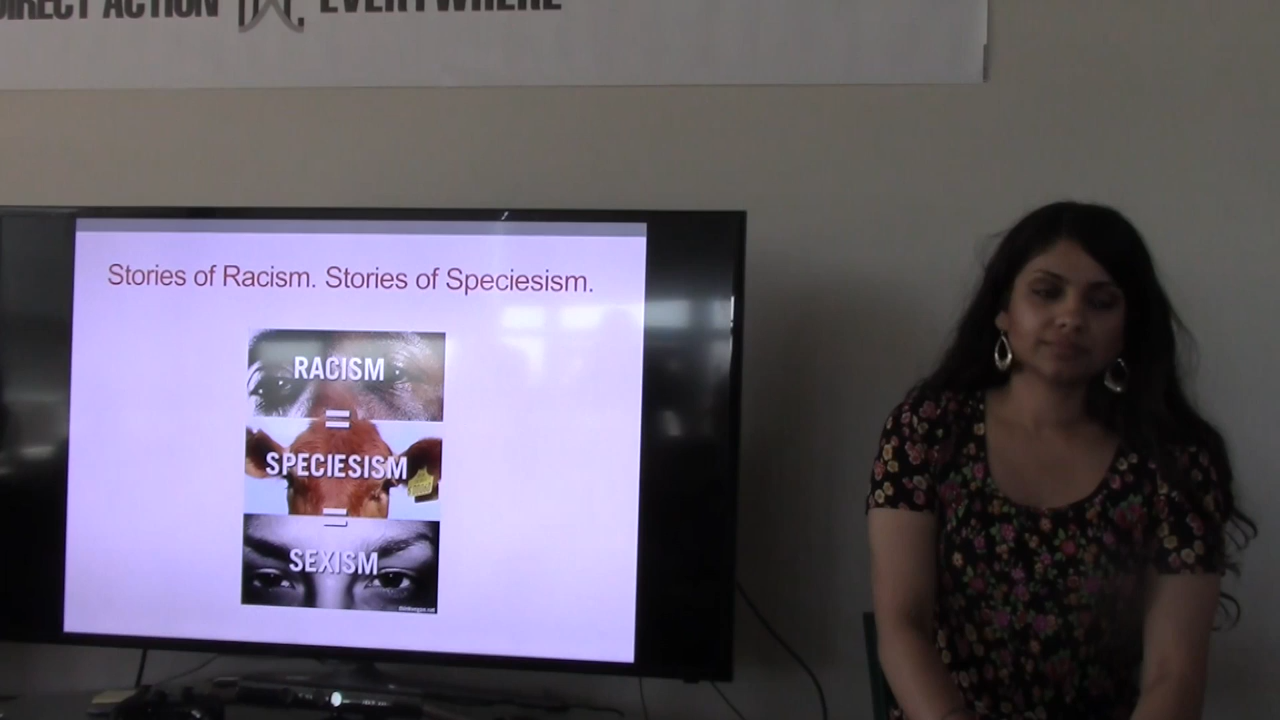 DIRECT ACTION EVERYWHERE
Stories of Racism. Stories of Speciesism.
RACISM
=
SPECIESISM
=
SEXISM